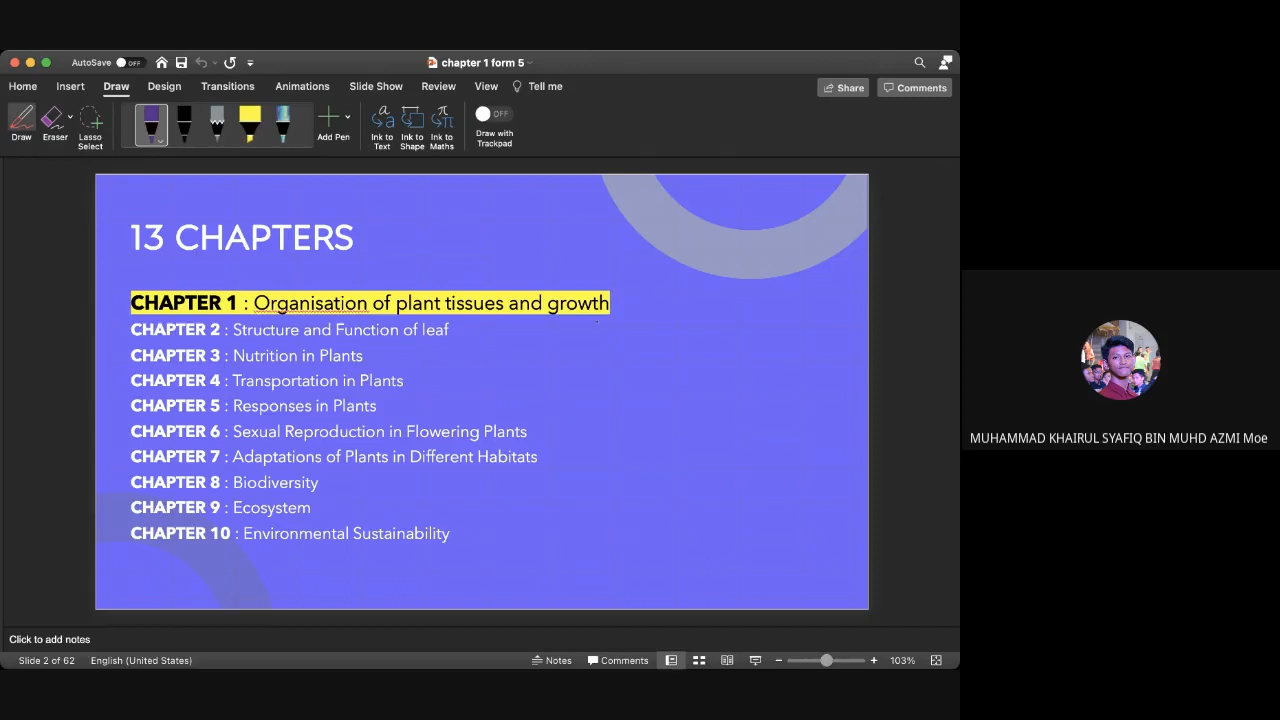 AutoSave OFF
chapter 1 form 5
Home Insert Draw Design Transitions Animations Slide Show Review View Tell me Share Comments
Draw Eraser Lasso Select Add Pen Ink to Text Ink to Shape Ink to Maths OFF Draw with Trackpad
13 CHAPTERS
CHAPTER 1 : Organisation of plant tissues and growth
CHAPTER 2 : Structure and Function of leaf
CHAPTER 3 : Nutrition in Plants
CHAPTER 4 : Transportation in Plants
CHAPTER 5 : Responses in Plants
CHAPTER 6 : Sexual Reproduction in Flowering Plants
CHAPTER 7 : Adaptations of Plants in Different Habitats
CHAPTER 8 : Biodiversity
CHAPTER 9 : Ecosystem
CHAPTER 10 : Environmental Sustainability
MUHAMMAD KHAIRUL SYAFIQ BIN MUHD AZMI Moe
Click to add notes
Slide 2 of 62 English (United States) Notes Comments 103%